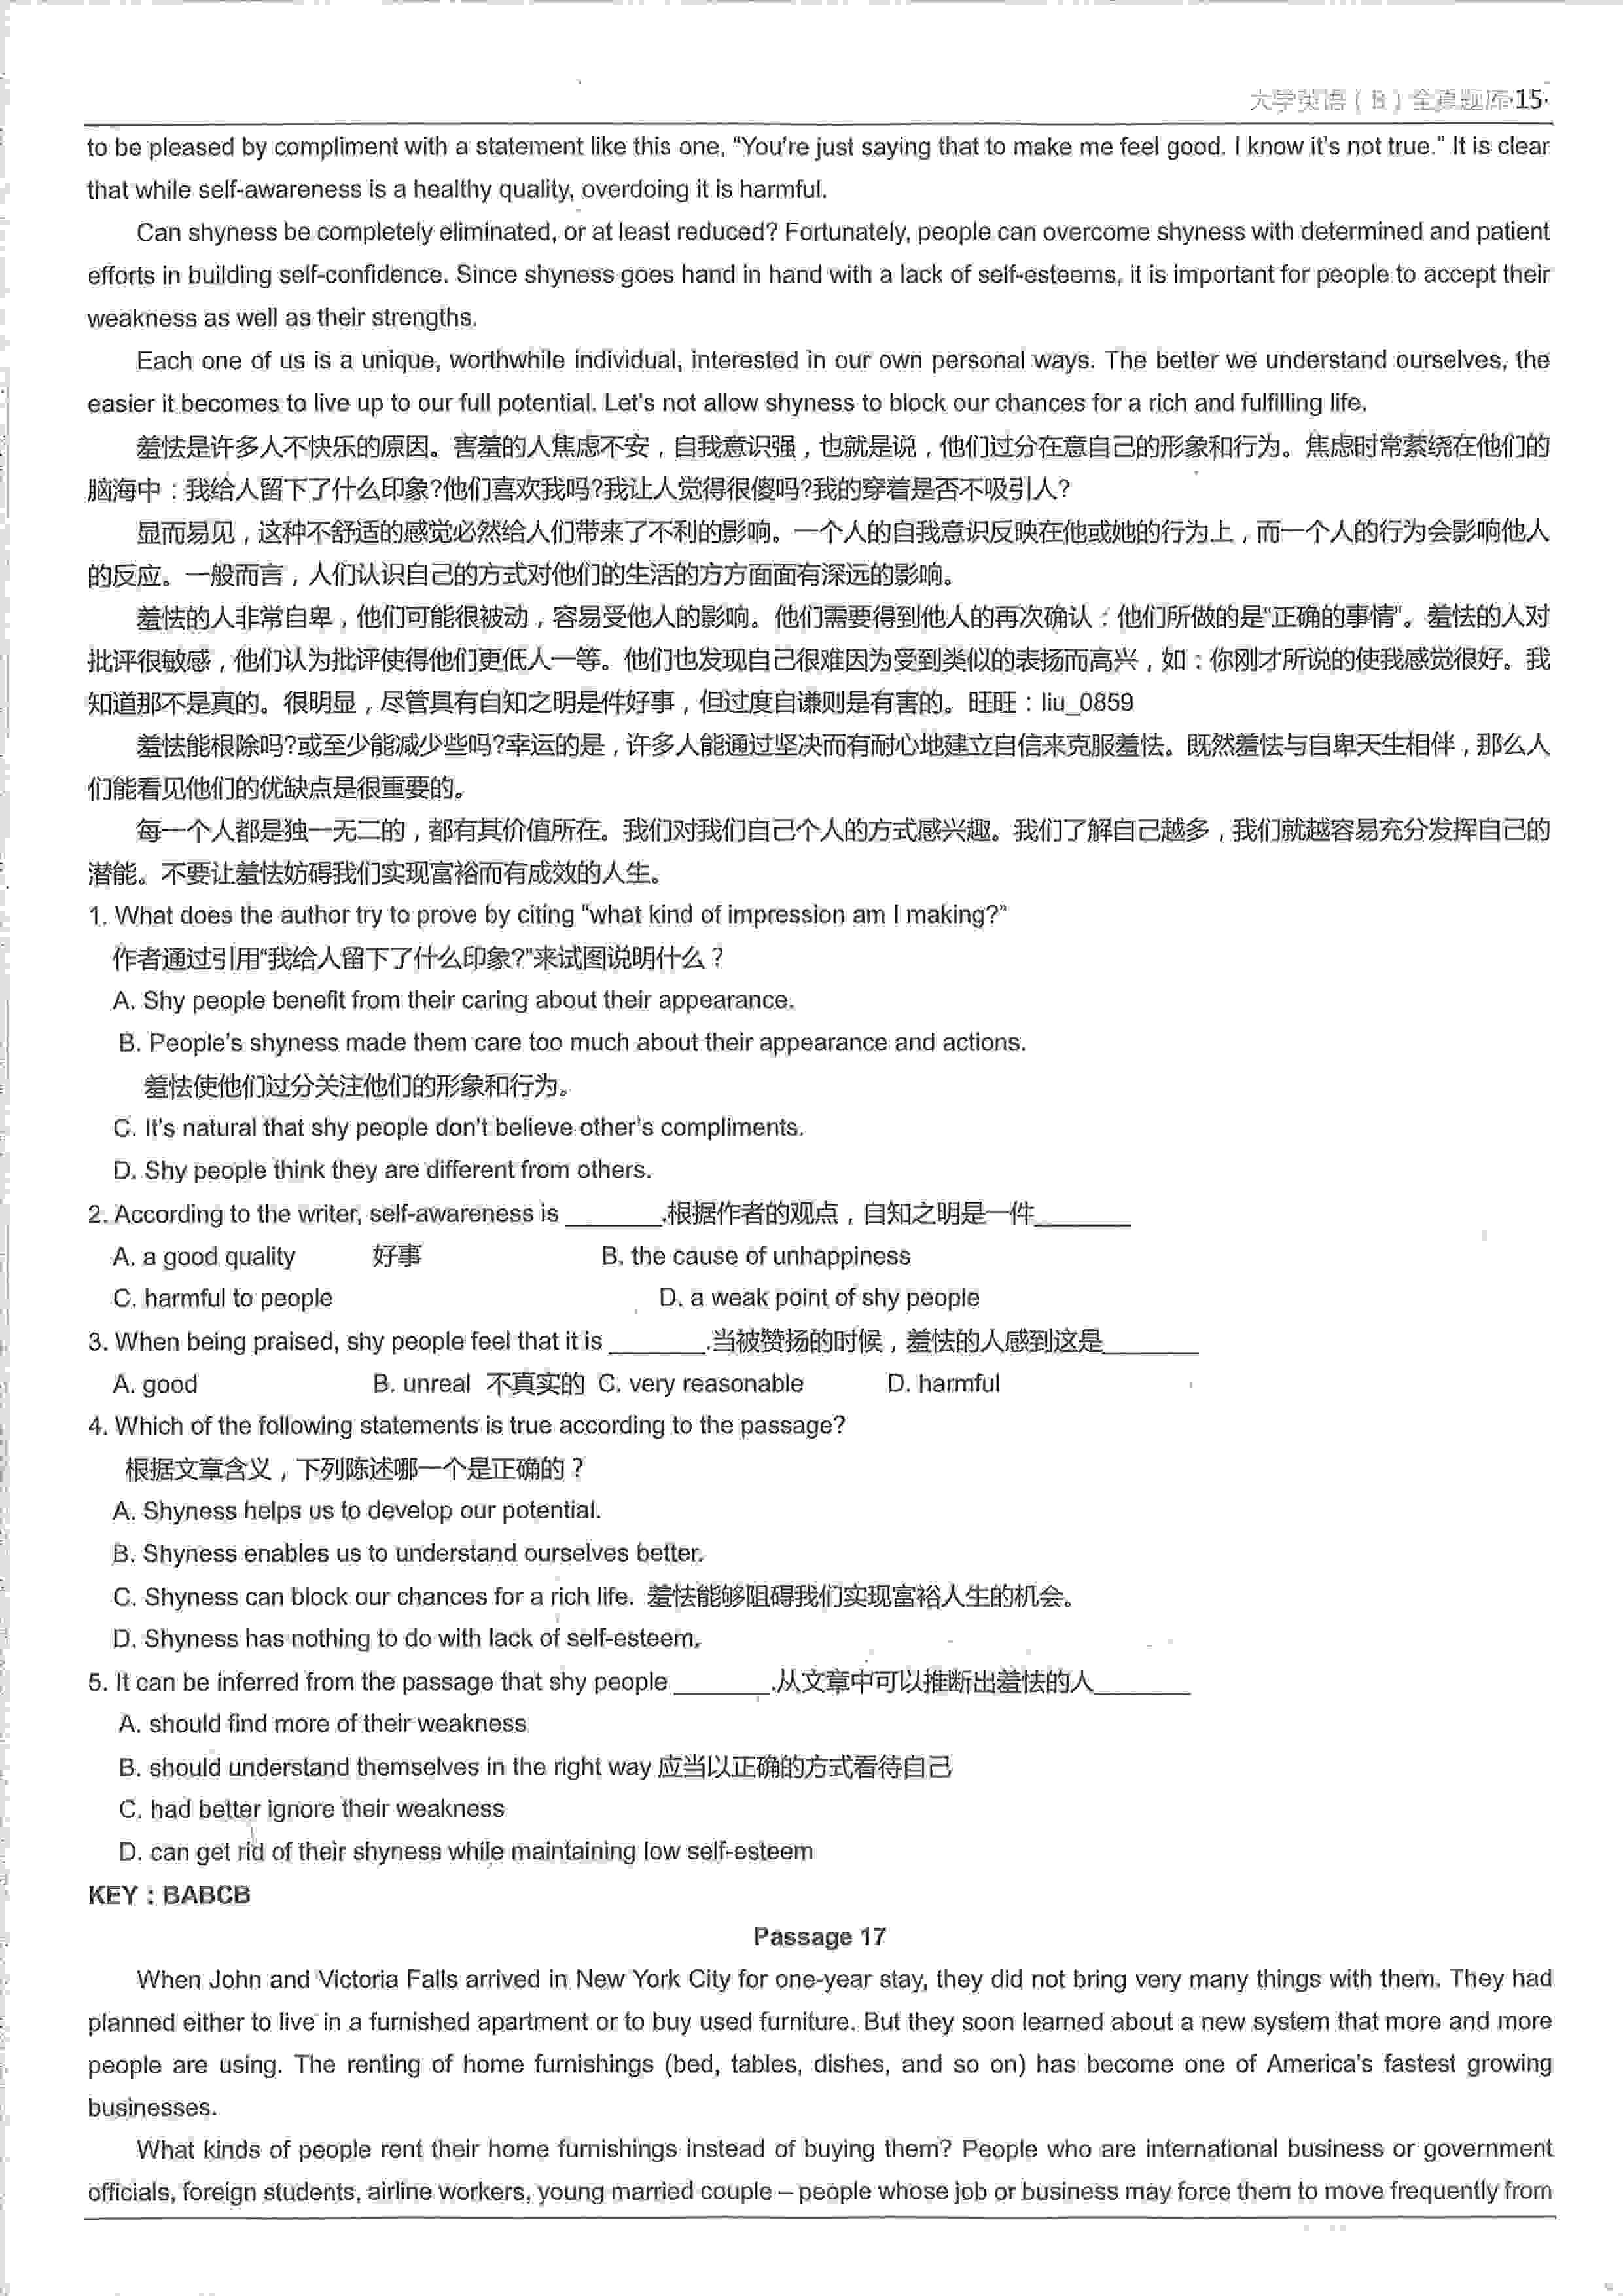 大学英语（B）全真题库·15·
to be pleased by compliment with a statement like this one, “You’re just saying that to make me feel good. I know it’s not true.” It is clear
that while self-awareness is a healthy quality, overdoing it is harmful.
Can shyness be completely eliminated, or at least reduced? Fortunately, people can overcome shyness with determined and patient
efforts in building self-confidence. Since shyness goes hand in hand with a lack of self-esteems, it is important for people to accept their
weakness as well as their strengths.
Each one of us is a unique, worthwhile individual, interested in our own personal ways. The better we understand ourselves, the
easier it becomes to live up to our full potential. Let’s not allow shyness to block our chances for a rich and fulfilling life.
羞怯是许多人不快乐的原因。害羞的人焦虑不安，自我意识强，也就是说，他们过分在意自己的形象和行为。焦虑时常萦绕在他们的
脑海中：我给人留下了什么印象?他们喜欢我吗?我让人觉得很傻吗?我的穿着是否不吸引人?
显而易见，这种不舒适的感觉必然给人们带来了不利的影响。一个人的自我意识反映在他或她的行为上，而一个人的行为会影响他人
的反应。一般而言，人们认识自己的方式对他们的生活的方方面面有深远的影响。
羞怯的人非常自卑，他们可能很被动，容易受他人的影响。他们需要得到他人的再次确认：他们所做的是“正确的事情”。羞怯的人对
批评很敏感，他们认为批评使得他们更低人一等。他们也发现自己很难因为受到类似的表扬而高兴，如：你刚才所说的使我感觉很好。我
知道那不是真的。很明显，尽管具有自知之明是件好事，但过度自谦则是有害的。旺旺：liu_0859
羞怯能根除吗?或至少能减少些吗?幸运的是，许多人能通过坚决而有耐心地建立自信来克服羞怯。既然羞怯与自卑天生相伴，那么人
们能看见他们的优缺点是很重要的。
每一个人都是独一无二的，都有其价值所在。我们对我们自己个人的方式感兴趣。我们了解自己越多，我们就越容易充分发挥自己的
潜能。不要让羞怯妨碍我们实现富裕而有成效的人生。
1. What does the author try to prove by citing “what kind of impression am I making?”
作者通过引用“我给人留下了什么印象?”来试图说明什么？
A. Shy people benefit from their caring about their appearance.
B. People’s shyness made them care too much about their appearance and actions.
羞怯使他们过分关注他们的形象和行为。
C. It’s natural that shy people don’t believe other’s compliments.
D. Shy people think they are different from others.
2. According to the writer, self-awareness is _______.根据作者的观点，自知之明是一件_______
A. a good quality 好事 B. the cause of unhappiness
C. harmful to people D. a weak point of shy people
3. When being praised, shy people feel that it is _______.当被赞扬的时候，羞怯的人感到这是_______
A. good B. unreal 不真实的 C. very reasonable D. harmful
4. Which of the following statements is true according to the passage?
根据文章含义，下列陈述哪一个是正确的？
A. Shyness helps us to develop our potential.
B. Shyness enables us to understand ourselves better.
C. Shyness can block our chances for a rich life. 羞怯能够阻碍我们实现富裕人生的机会。
D. Shyness has nothing to do with lack of self-esteem.
5. It can be inferred from the passage that shy people _______.从文章中可以推断出羞怯的人_______
A. should find more of their weakness
B. should understand themselves in the right way 应当以正确的方式看待自己
C. had better ignore their weakness
D. can get rid of their shyness while maintaining low self-esteem
KEY：BABCB
Passage 17
When John and Victoria Falls arrived in New York City for one-year stay, they did not bring very many things with them. They had
planned either to live in a furnished apartment or to buy used furniture. But they soon learned about a new system that more and more
people are using. The renting of home furnishings (bed, tables, dishes, and so on) has become one of America’s fastest growing
businesses.
What kinds of people rent their home furnishings instead of buying them? People who are international business or government
officials, foreign students, airline workers, young married couple – people whose job or business may force them to move frequently from